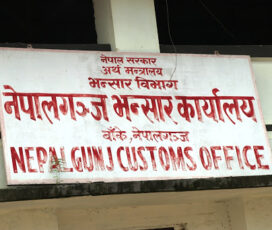 नेपाल सरकार
अर्थ मन्त्रालय
भन्सार विभाग
नेपालगञ्ज भन्सार कार्यालय
बाँके, नेपालगञ्ज
NEPALGUNJ CUSTOMS OFFICE